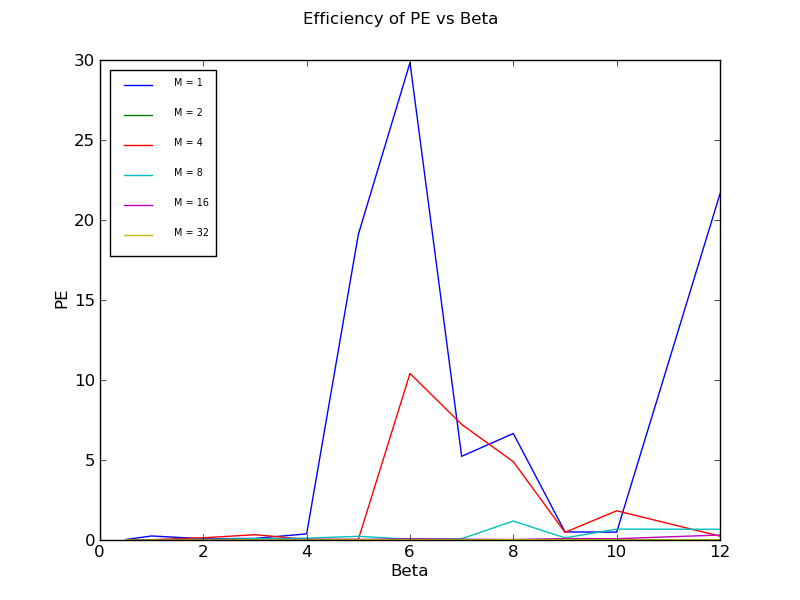 Efficiency of PE vs Beta
30
25
20
15
10
5
0
PE
M = 1
M = 2
M = 4
M = 8
M = 16
M = 32
0 2 4 6 8 10 12
Beta